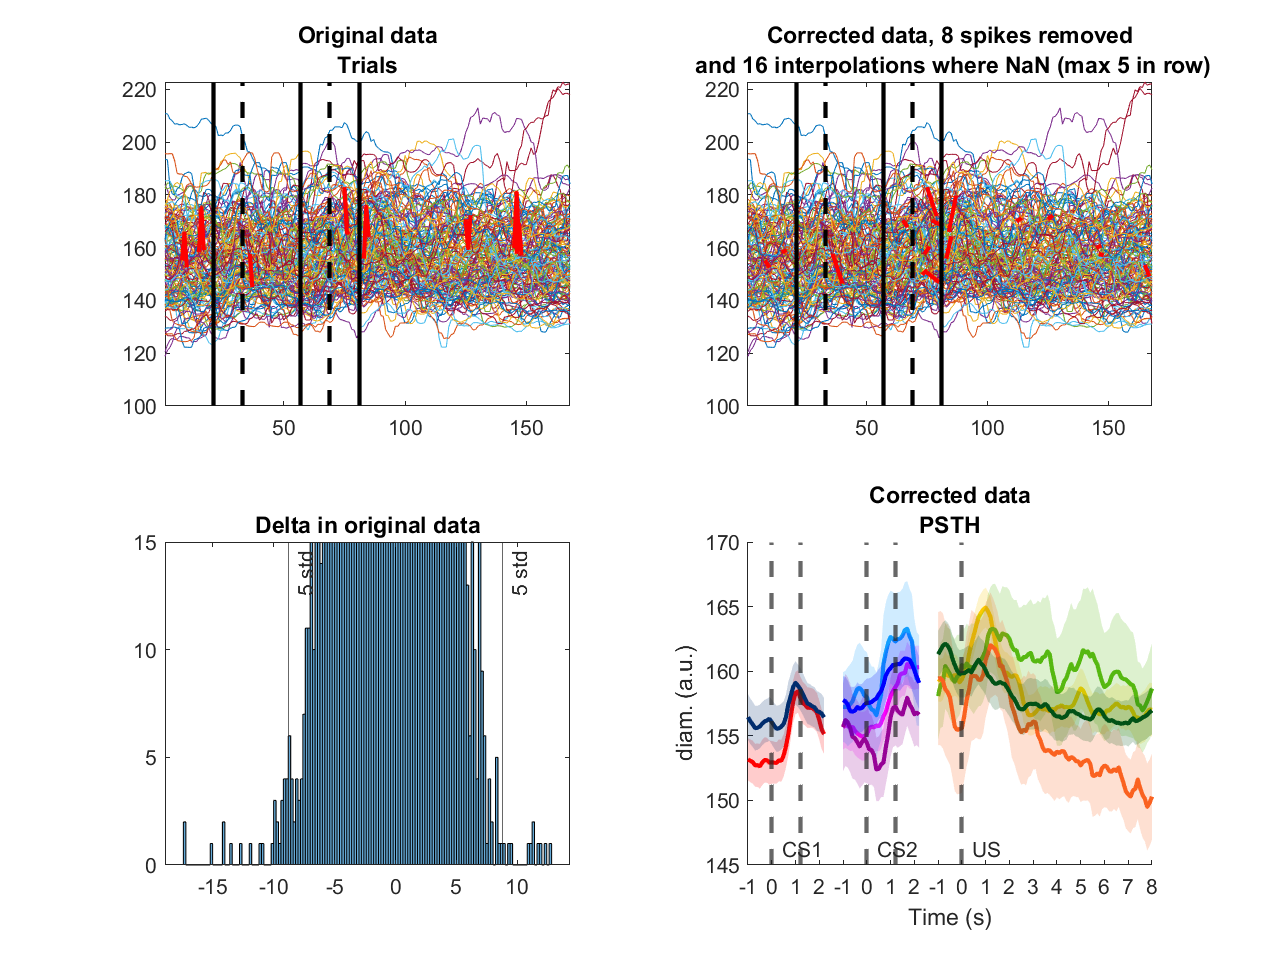 Original data
Trials
220
200
180
160
140
120
100
50
100
150
Corrected data, 8 spikes removed
and 16 interpolations where NaN (max 5 in row)
220
200
180
160
140
120
100
50
100
150
Delta in original data
15
10
5
0
5 std
5 std
-15
-10
-5
0
5
10
Corrected data
PSTH
170
165
160
155
150
145
diam. (a.u.)
CS1
CS2
US
-1 0 1 2 -1 0 1 2 -1 0 1 2 3 4 5 6 7 8
Time (s)